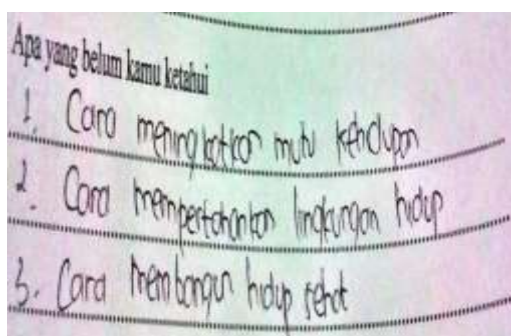 Apa yang belum kamu ketahui
1. Cara meningkatkan mutu kehidupan
2. Cara mempertahankan lingkungan hidup
3. Cara membangun hidup sehat